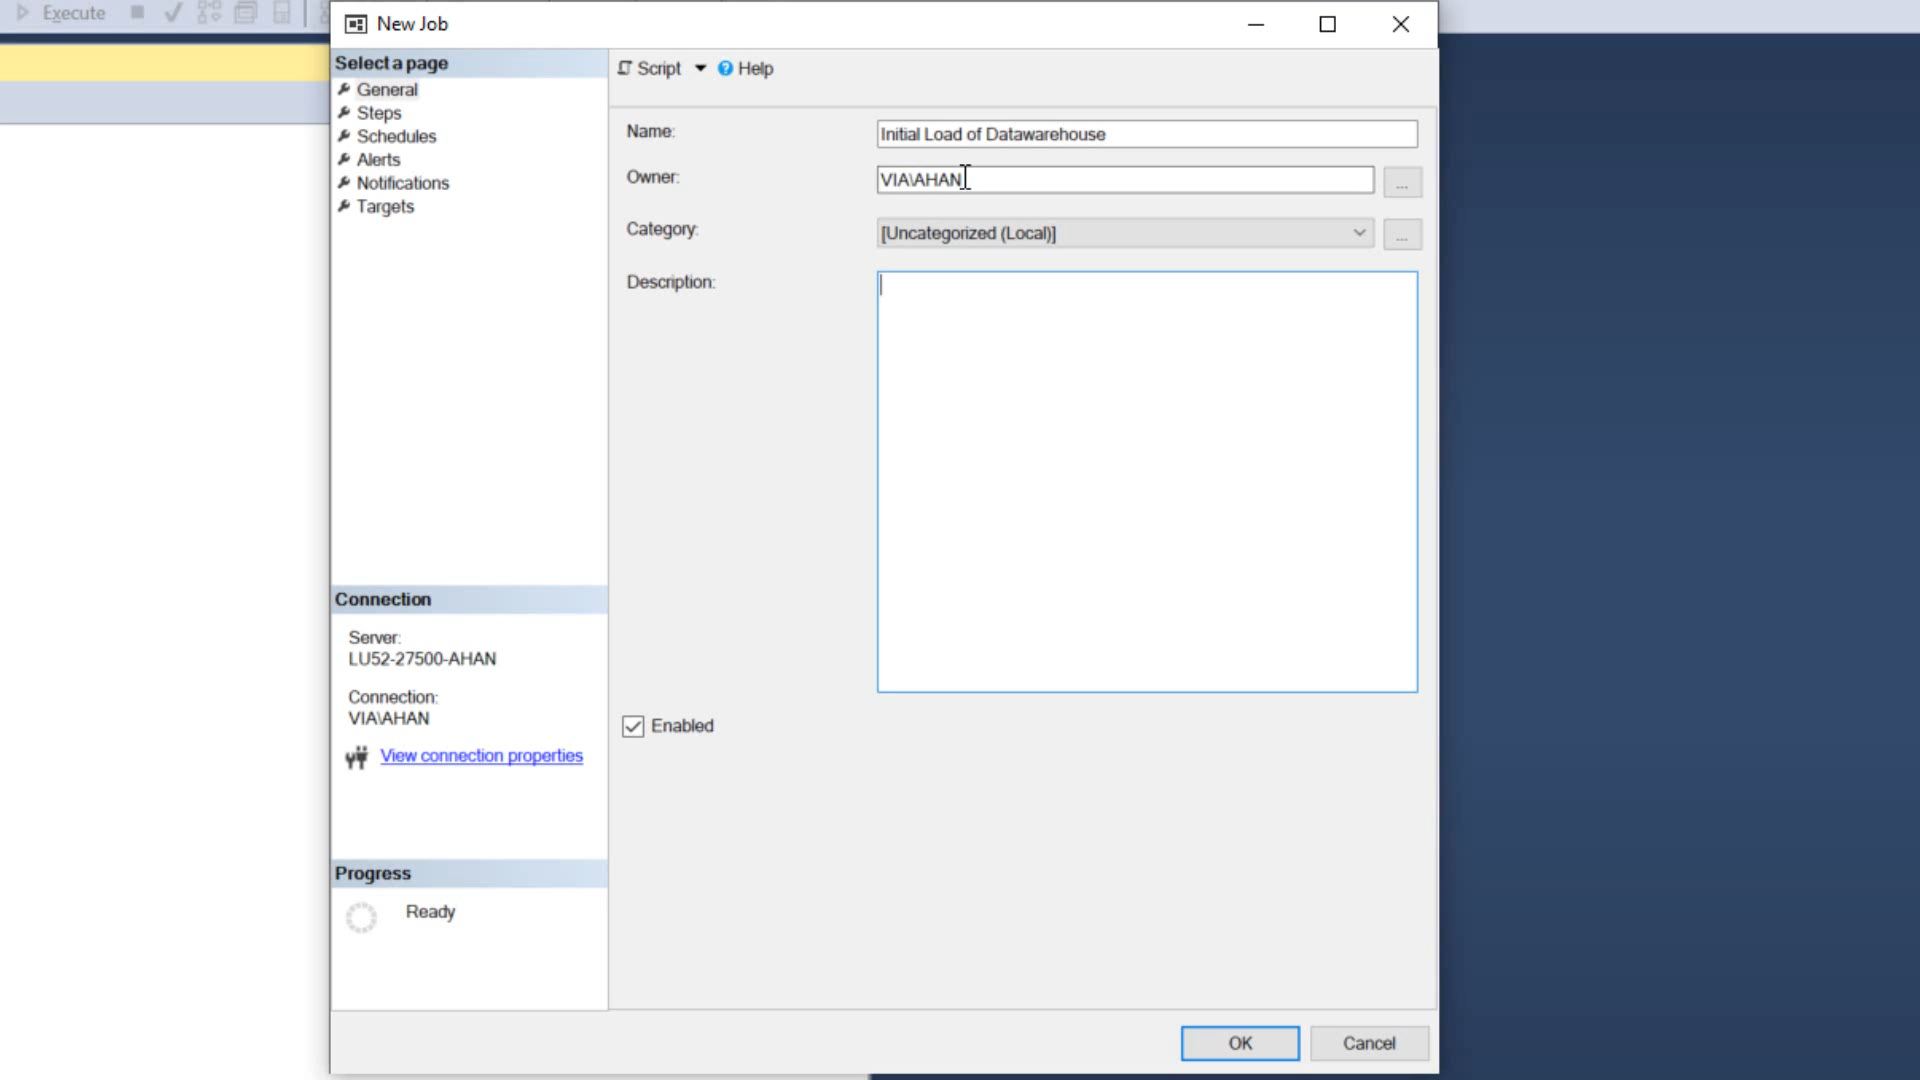 Execute
New Job
Select a page
General
Steps
Schedules
Alerts
Notifications
Targets
Script
Help
Name:
Initial Load of Datawarehouse
Owner:
VIA\AHAN
...
Category:
[Uncategorized (Local)]
...
Description:
Enabled
Connection
Server:
LU52-27500-AHAN
Connection:
VIA\AHAN
View connection properties
Progress
Ready
OK
Cancel